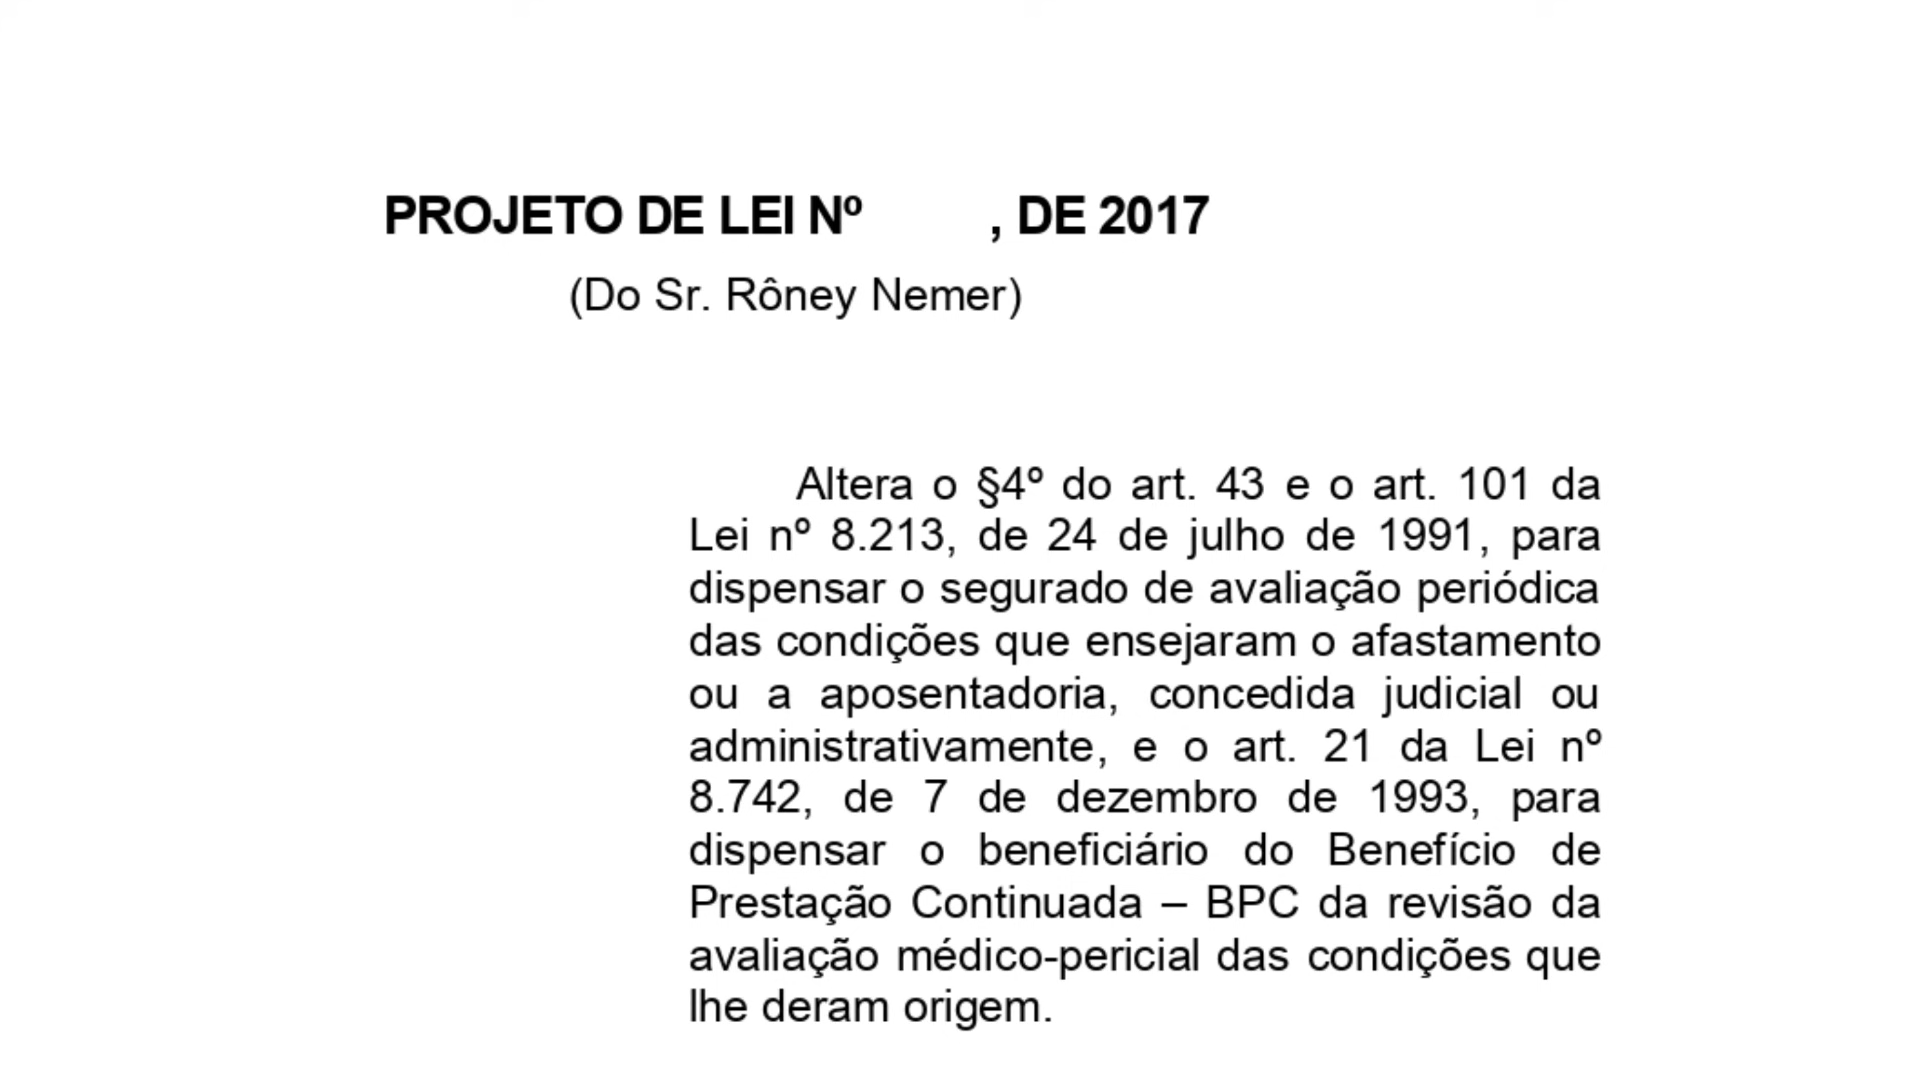 PROJETO DE LEI Nº , DE 2017
(Do Sr. Rôney Nemer)
Altera o §4º do art. 43 e o art. 101 da
Lei nº 8.213, de 24 de julho de 1991, para
dispensar o segurado de avaliação periódica
das condições que ensejaram o afastamento
ou a aposentadoria, concedida judicial ou
administrativamente, e o art. 21 da Lei nº
8.742, de 7 de dezembro de 1993, para
dispensar o beneficiário do Benefício de
Prestação Continuada – BPC da revisão da
avaliação médico-pericial das condições que
lhe deram origem.